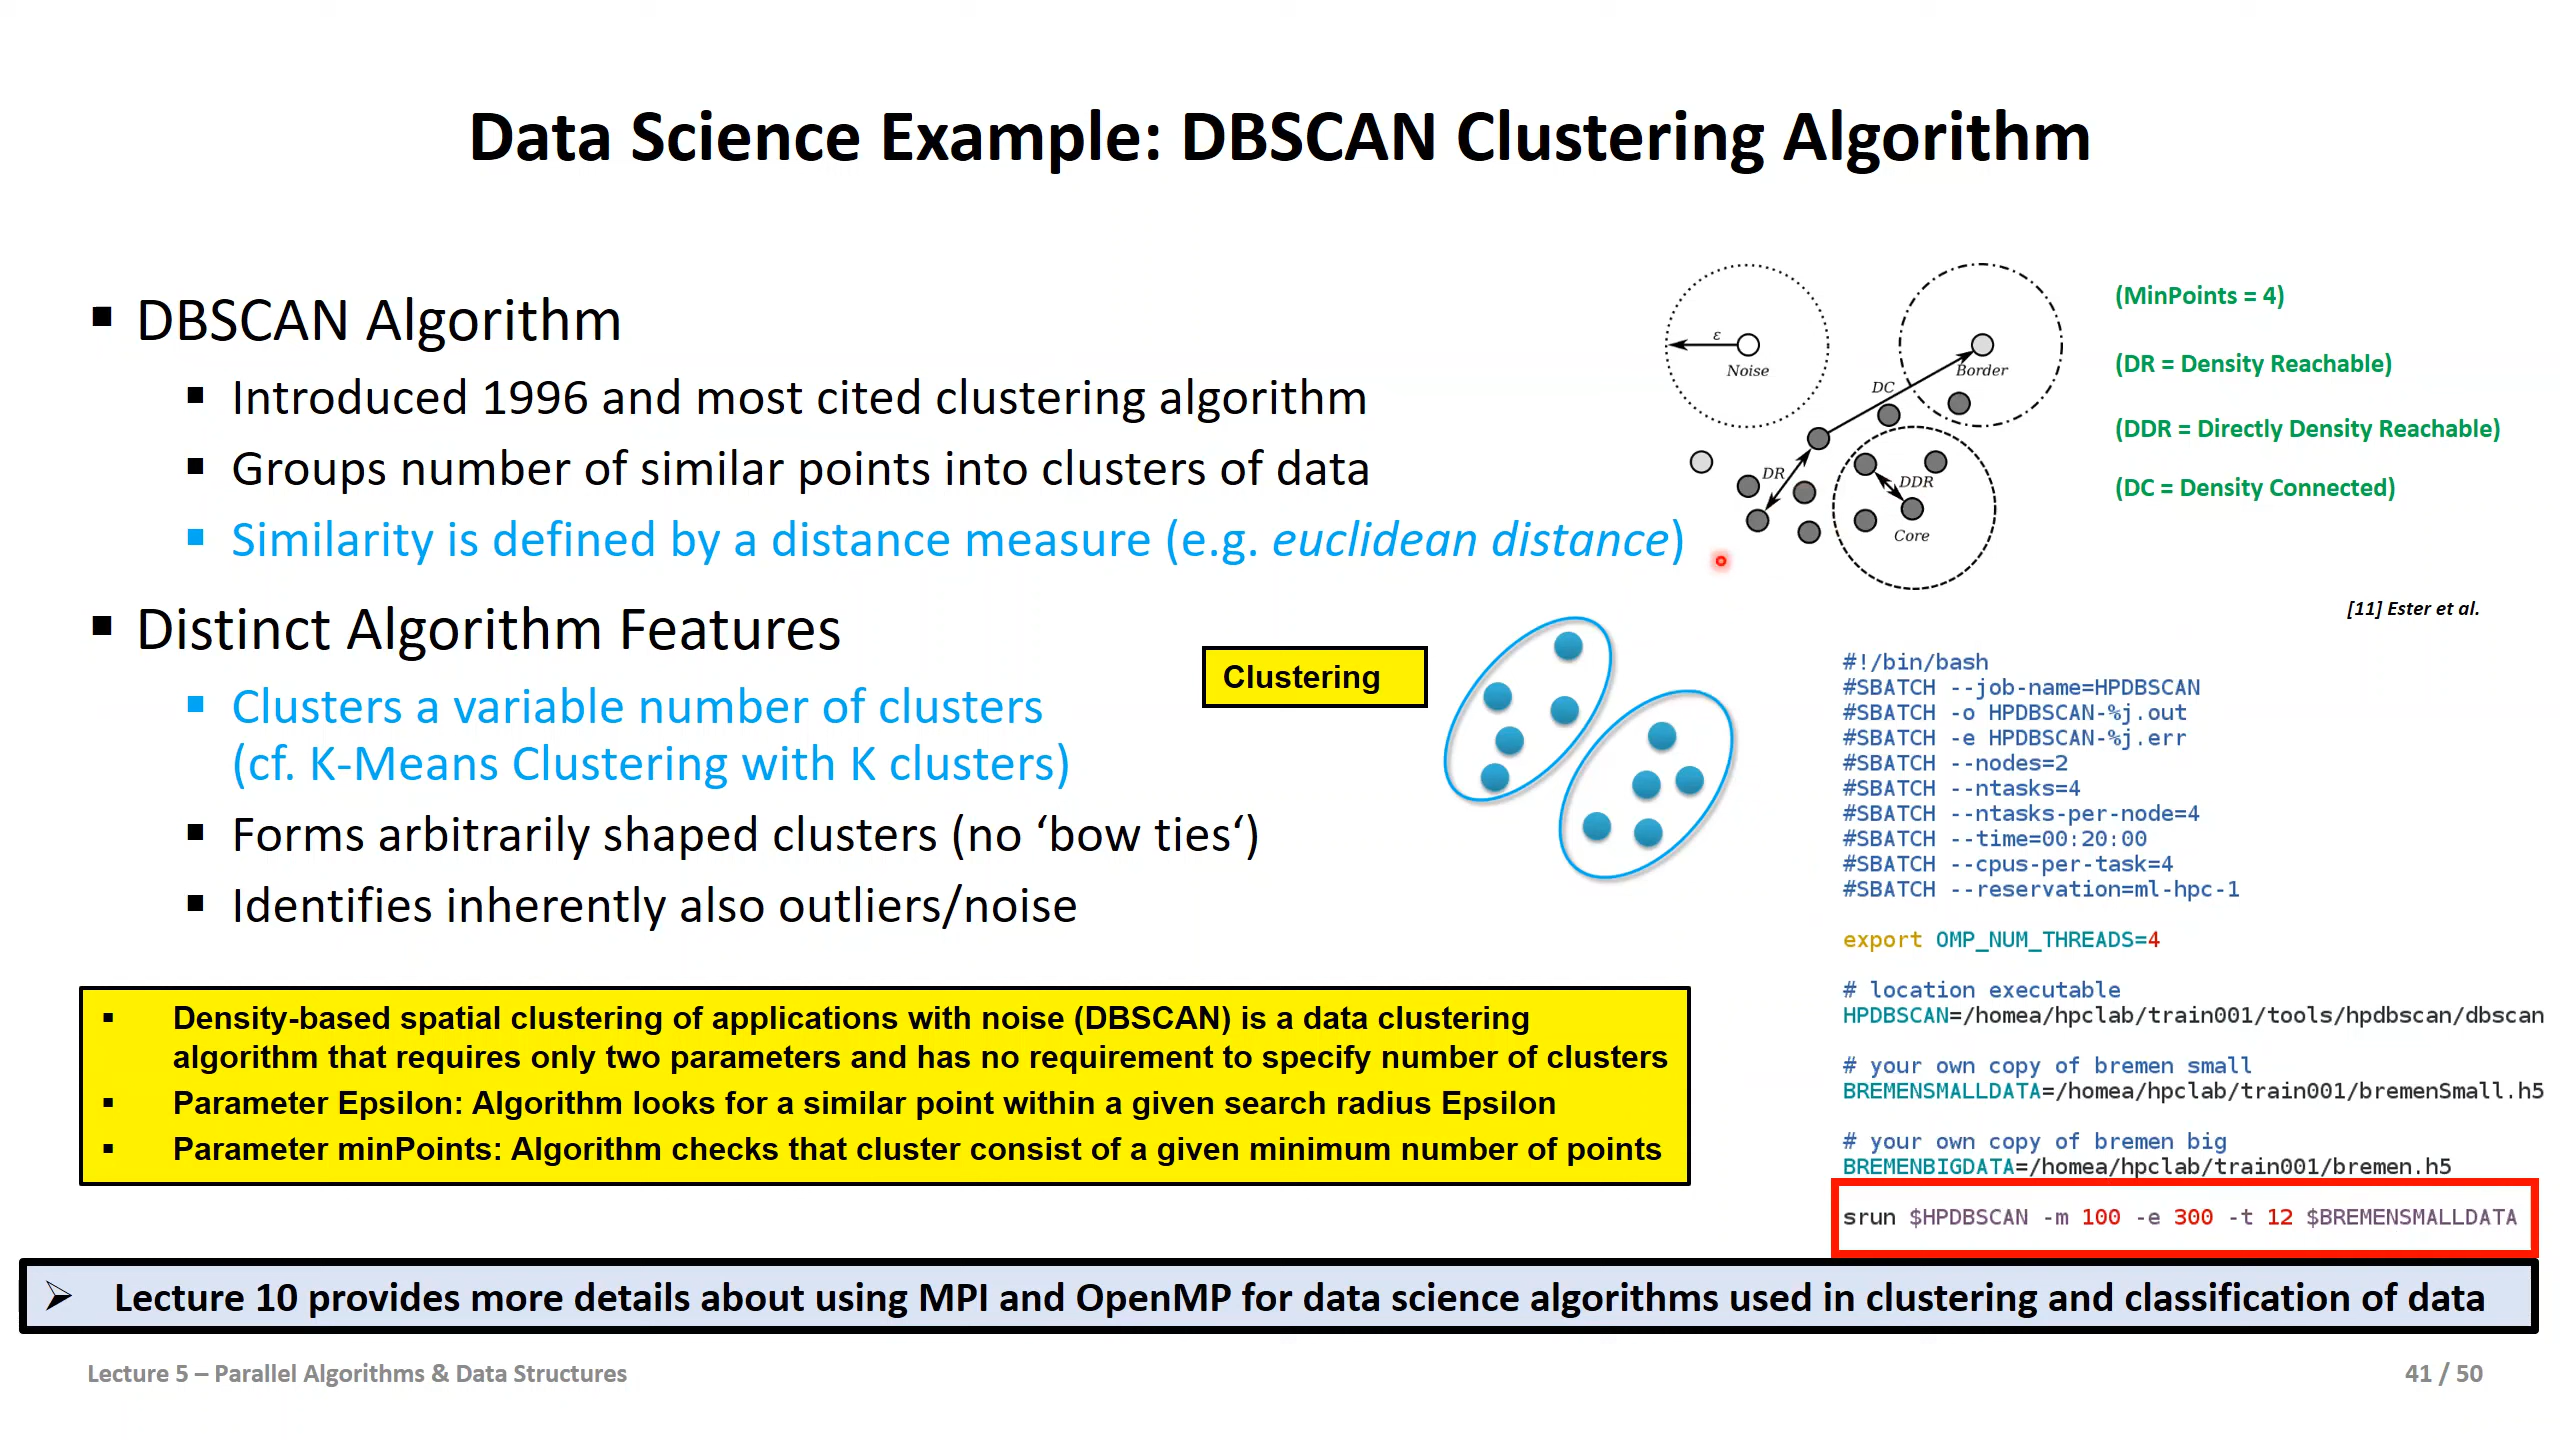 Data Science Example: DBSCAN Clustering Algorithm
▪ DBSCAN Algorithm
▪ Introduced 1996 and most cited clustering algorithm
▪ Groups number of similar points into clusters of data
▪ Similarity is defined by a distance measure (e.g. euclidean distance)
▪ Distinct Algorithm Features
▪ Clusters a variable number of clusters
(cf. K-Means Clustering with K clusters)
▪ Forms arbitrarily shaped clusters (no ‘bow ties‘)
▪ Identifies inherently also outliers/noise
Clustering
ε
Noise
Border
DC
DR
DDR
Core
(MinPoints = 4)
(DR = Density Reachable)
(DDR = Directly Density Reachable)
(DC = Density Connected)
[11] Ester et al.
#!/bin/bash
#SBATCH --job-name=HPDBSCAN
#SBATCH -o HPDBSCAN-%j.out
#SBATCH -e HPDBSCAN-%j.err
#SBATCH --nodes=2
#SBATCH --ntasks=4
#SBATCH --ntasks-per-node=4
#SBATCH --time=00:20:00
#SBATCH --cpus-per-task=4
#SBATCH --reservation=ml-hpc-1
export OMP_NUM_THREADS=4
# location executable
HPDBSCAN=/homea/hpclab/train001/tools/hpdbscan/dbscan
# your own copy of bremen small
BREMENSMALLDATA=/homea/hpclab/train001/bremenSmall.h5
# your own copy of bremen big
BREMENBIGDATA=/homea/hpclab/train001/bremen.h5
srun $HPDBSCAN -m 100 -e 300 -t 12 $BREMENSMALLDATA
▪ Density-based spatial clustering of applications with noise (DBSCAN) is a data clustering
algorithm that requires only two parameters and has no requirement to specify number of clusters
▪ Parameter Epsilon: Algorithm looks for a similar point within a given search radius Epsilon
▪ Parameter minPoints: Algorithm checks that cluster consist of a given minimum number of points
➢ Lecture 10 provides more details about using MPI and OpenMP for data science algorithms used in clustering and classification of data
Lecture 5 – Parallel Algorithms & Data Structures
41 / 50